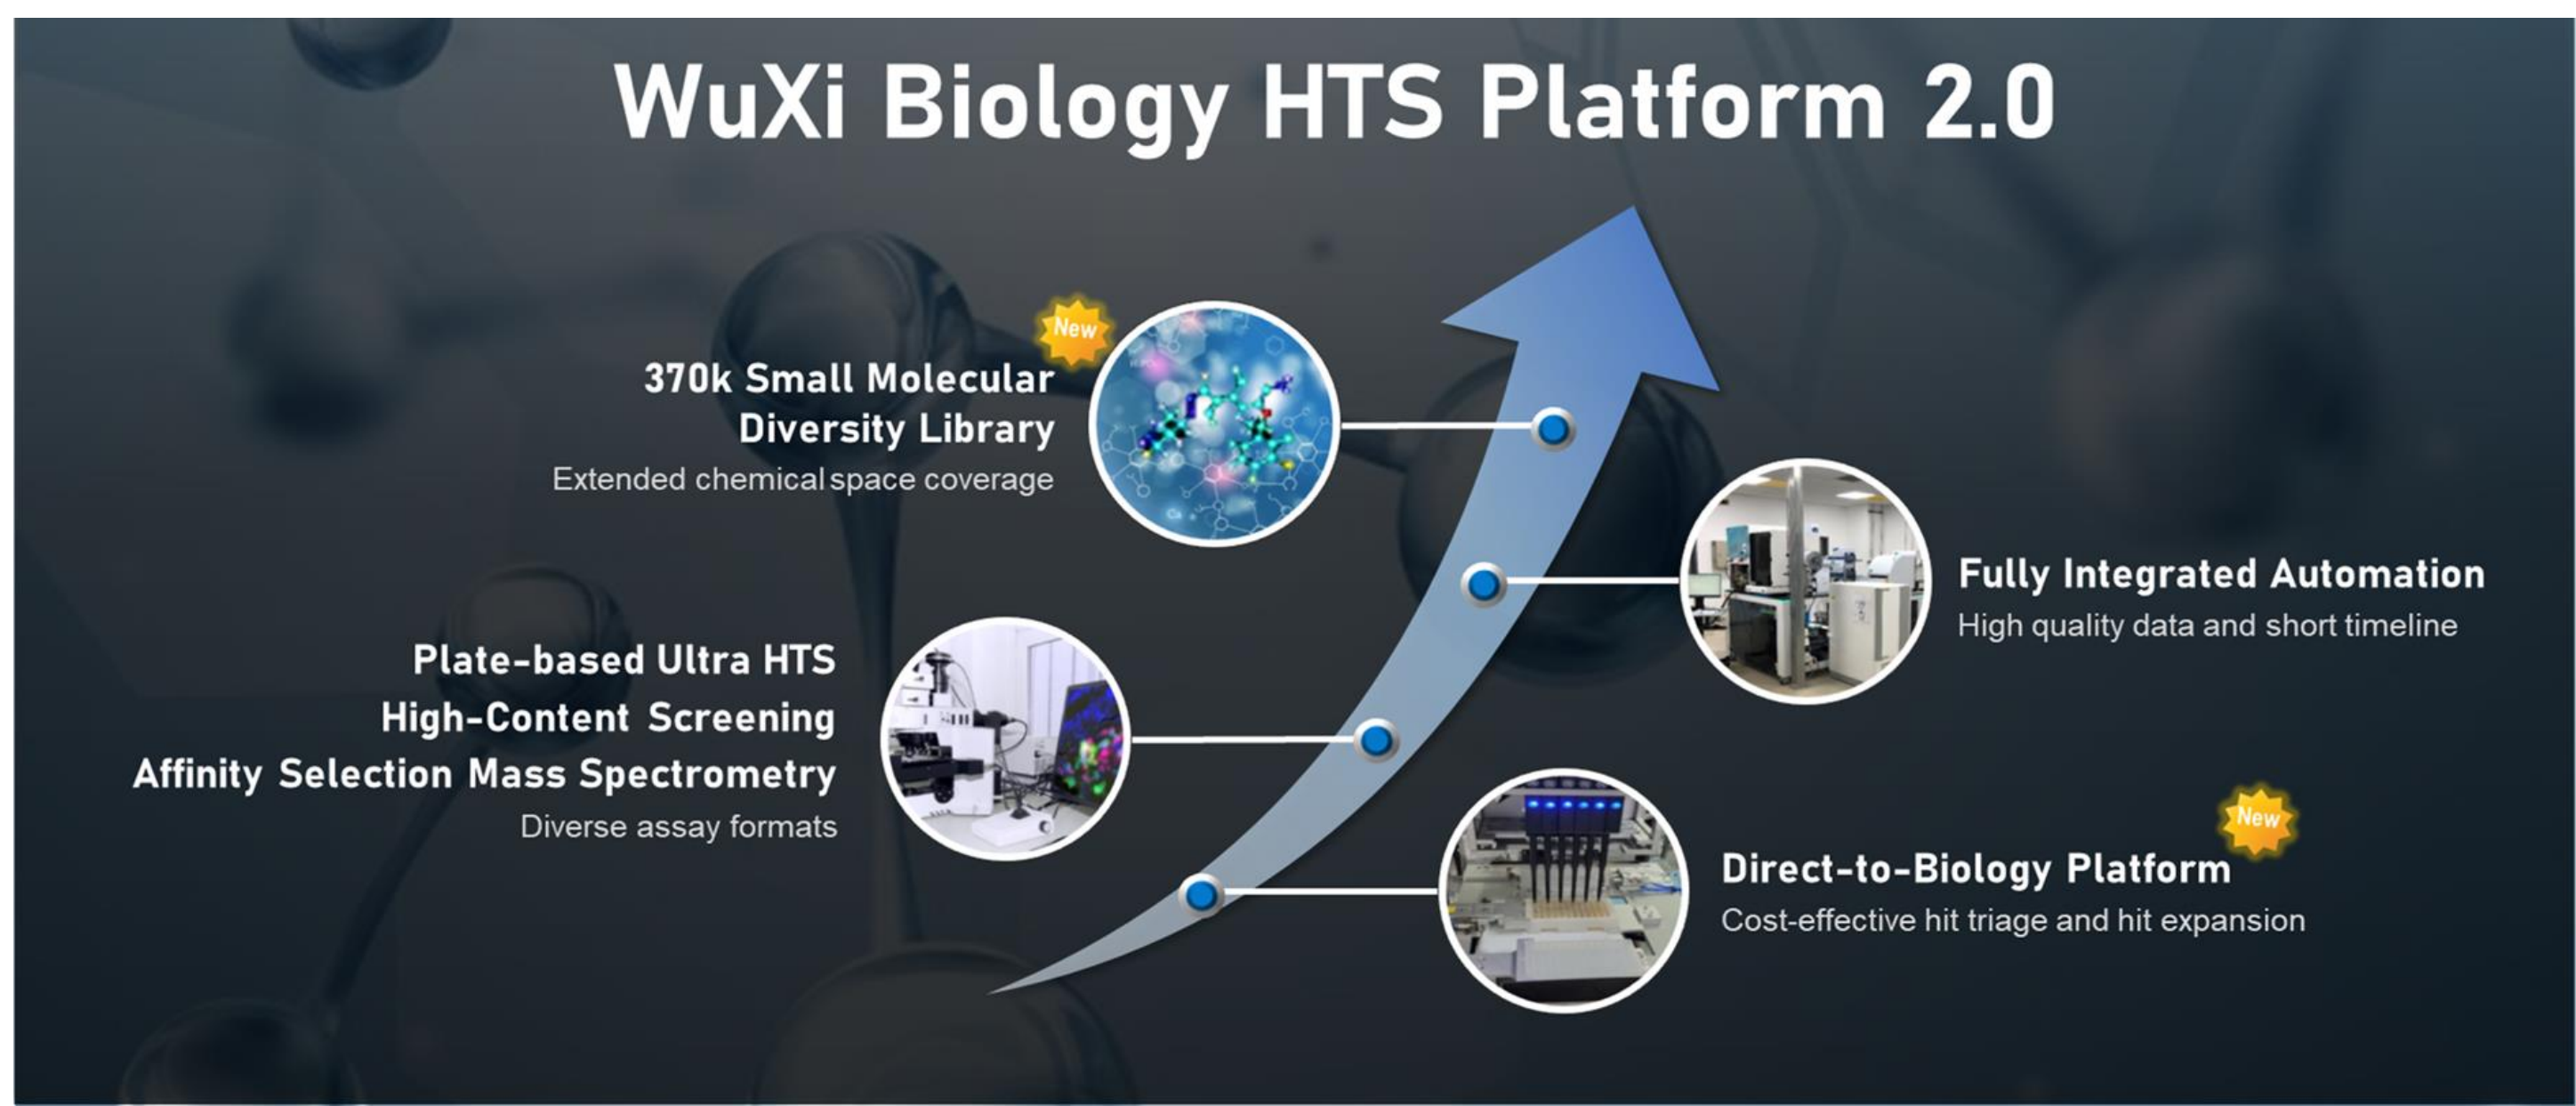 WuXi Biology HTS Platform 2.0
New
370k Small Molecular
Diversity Library
Extended chemical space coverage
Fully Integrated Automation
High quality data and short timeline
Plate-based Ultra HTS
High-Content Screening
Affinity Selection Mass Spectrometry
Diverse assay formats
New
Direct-to-Biology Platform
Cost-effective hit triage and hit expansion